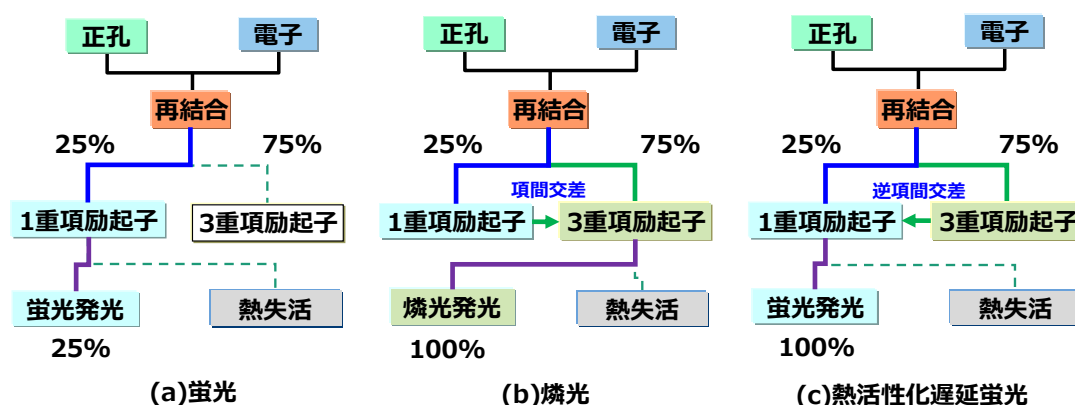 正孔
電子
再結合
25%
75%
1重項励起子
3重項励起子
蛍光発光
熱失活
25%
(a)蛍光
正孔
電子
再結合
25%
75%
項間交差
1重項励起子
3重項励起子
燐光発光
熱失活
100%
(b)燐光
正孔
電子
再結合
25%
75%
逆項間交差
1重項励起子
3重項励起子
蛍光発光
熱失活
100%
(c)熱活性化遅延蛍光